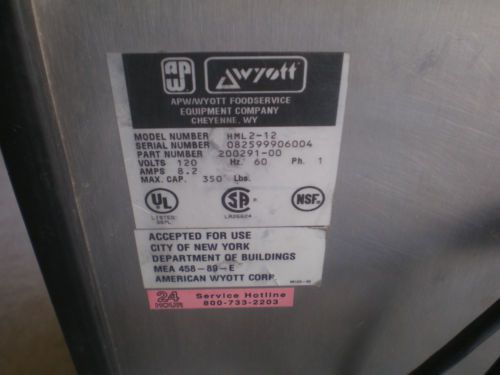 APW
Wyott
APW/WYOTT FOODSERVICE
EQUIPMENT COMPANY
CHEYENNE, WY
MODEL NUMBER HML2-12
SERIAL NUMBER 082599906004
PART NUMBER 200291-00
VOLTS 120 Hz. 60 Ph. 1
AMPS 8.2
MAX. CAP. 350 Lbs.
UL SA NSF
LISTED LR26624
ACCEPTED FOR USE
CITY OF NEW YORK
DEPARTMENT OF BUILDINGS
MEA 458-89-E
AMERICAN WYOTT CORP.
24 HOUR
Service Hotline
800-733-2203